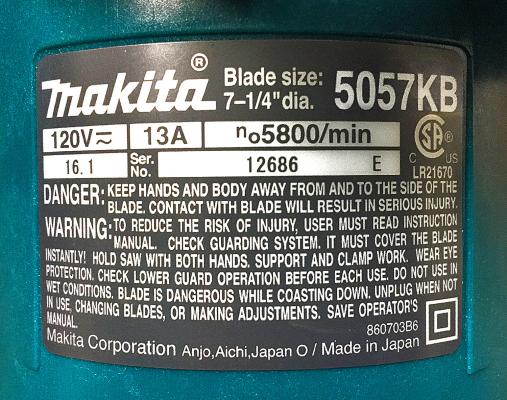 Makita® Blade size: 7-1/4"dia. 5057KB
120V≂ 13A n₀5800/min
16.1 Ser. No. 12686 E
SA ® C US
LR21670
DANGER: KEEP HANDS AND BODY AWAY FROM AND TO THE SIDE OF THE
BLADE. CONTACT WITH BLADE WILL RESULT IN SERIOUS INJURY.
WARNING: TO REDUCE THE RISK OF INJURY, USER MUST READ INSTRUCTION
MANUAL. CHECK GUARDING SYSTEM. IT MUST COVER THE BLADE
INSTANTLY! HOLD SAW WITH BOTH HANDS. SUPPORT AND CLAMP WORK. WEAR EYE
PROTECTION. CHECK LOWER GUARD OPERATION BEFORE EACH USE. DO NOT USE IN
WET CONDITIONS. BLADE IS DANGEROUS WHILE COASTING DOWN. UNPLUG WHEN NOT
IN USE, CHANGING BLADES, OR MAKING ADJUSTMENTS. SAVE OPERATOR'S
MANUAL.
860703B6
Makita Corporation Anjo,Aichi,Japan O / Made in Japan